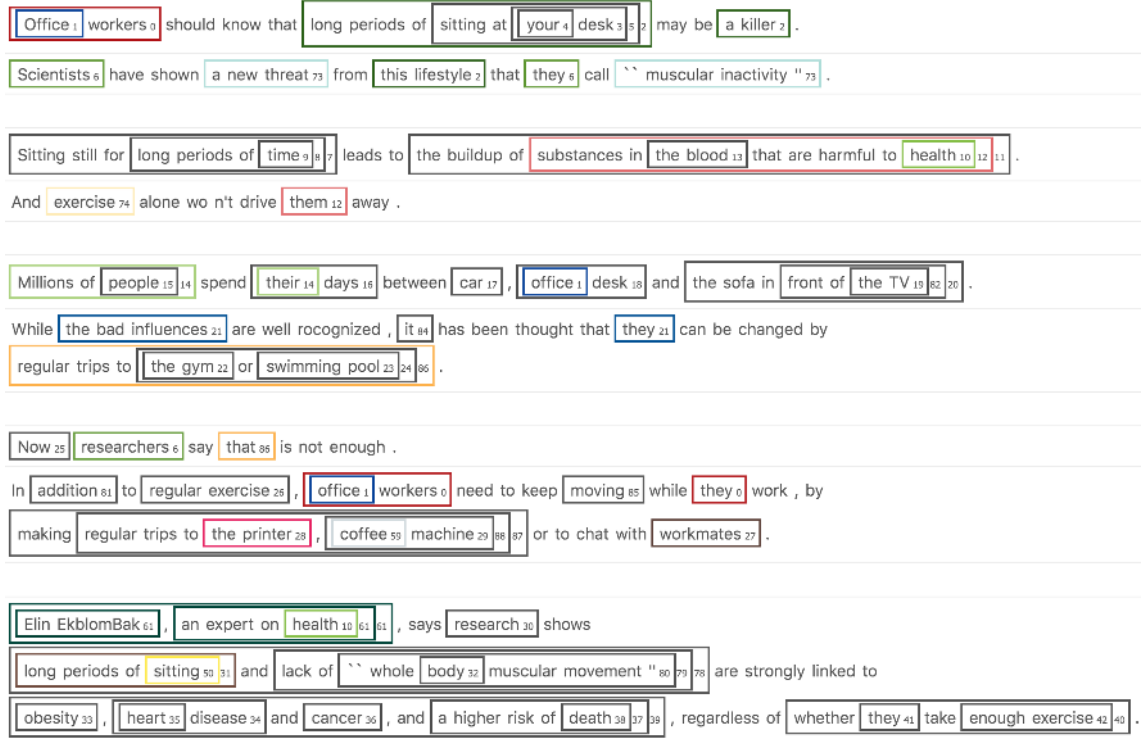 Office 1 workers 0 should know that long periods of sitting at your 4 desk 3 5 2 may be a killer 2 .
Scientists 6 have shown a new threat 73 from this lifestyle 2 that they 6 call `` muscular inactivity " 73 .
Sitting still for long periods of time 9 8 7 leads to the buildup of substances in the blood 13 that are harmful to health 10 12 11 .
And exercise 74 alone wo n't drive them 12 away .
Millions of people 15 14 spend their 14 days 16 between car 17 , office 1 desk 18 and the sofa in front of the TV 19 82 20 .
While the bad influences 21 are well rocognized , it 84 has been thought that they 21 can be changed by
regular trips to the gym 22 or swimming pool 23 24 86 .
Now 25 researchers 6 say that 86 is not enough .
In addition 81 to regular exercise 26 , office 1 workers 0 need to keep moving 85 while they 0 work , by
making regular trips to the printer 28 , coffee 59 machine 29 88 87 or to chat with workmates 27 .
Elin EkblomBak 61 , an expert on health 10 61 61 , says research 30 shows
long periods of sitting 50 31 and lack of `` whole body 32 muscular movement " 80 79 78 are strongly linked to
obesity 33 , heart 35 disease 34 and cancer 36 , and a higher risk of death 38 37 39 , regardless of whether they 41 take enough exercise 42 40 .